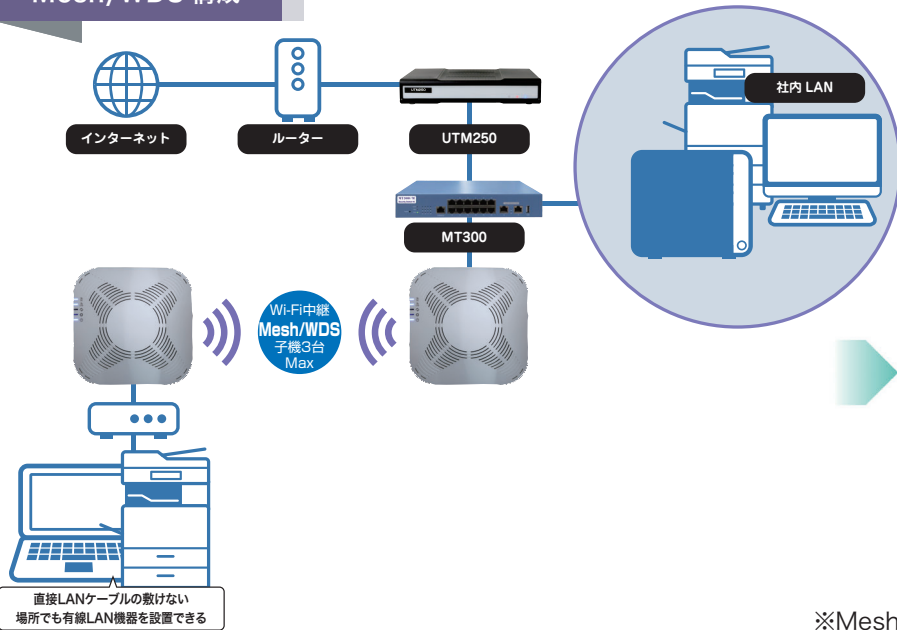 Mesh/WDS 構成
インターネット
ルーター
UTM250
UTM250
社内 LAN
MT300
Wi-Fi中継
Mesh/WDS
子機3台
Max
直接LANケーブルの敷けない
場所でも有線LAN機器を設置できる
※Mesh